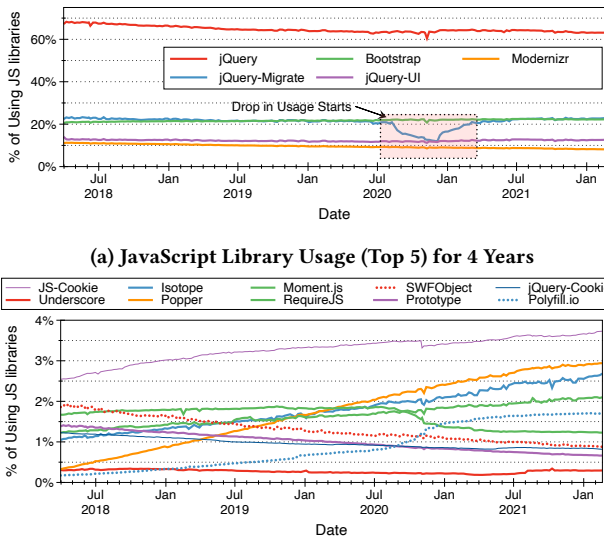 % of Using JS libraries
60%
40%
20%
0%
jQuery
Bootstrap
Modernizr
jQuery-Migrate
jQuery-UI
Drop in Usage Starts
Jul Jan Jul Jan Jul Jan Jul Jan
2018 2019 2020 2021
Date
(a) JavaScript Library Usage (Top 5) for 4 Years
JS-Cookie Isotope Moment.js SWFObject jQuery-Cooki
Underscore Popper RequireJS Prototype Polyfill.io
% of Using JS libraries
4%
3%
2%
1%
0%
Jul Jan Jul Jan Jul Jan Jul Jan
2018 2019 2020 2021
Date